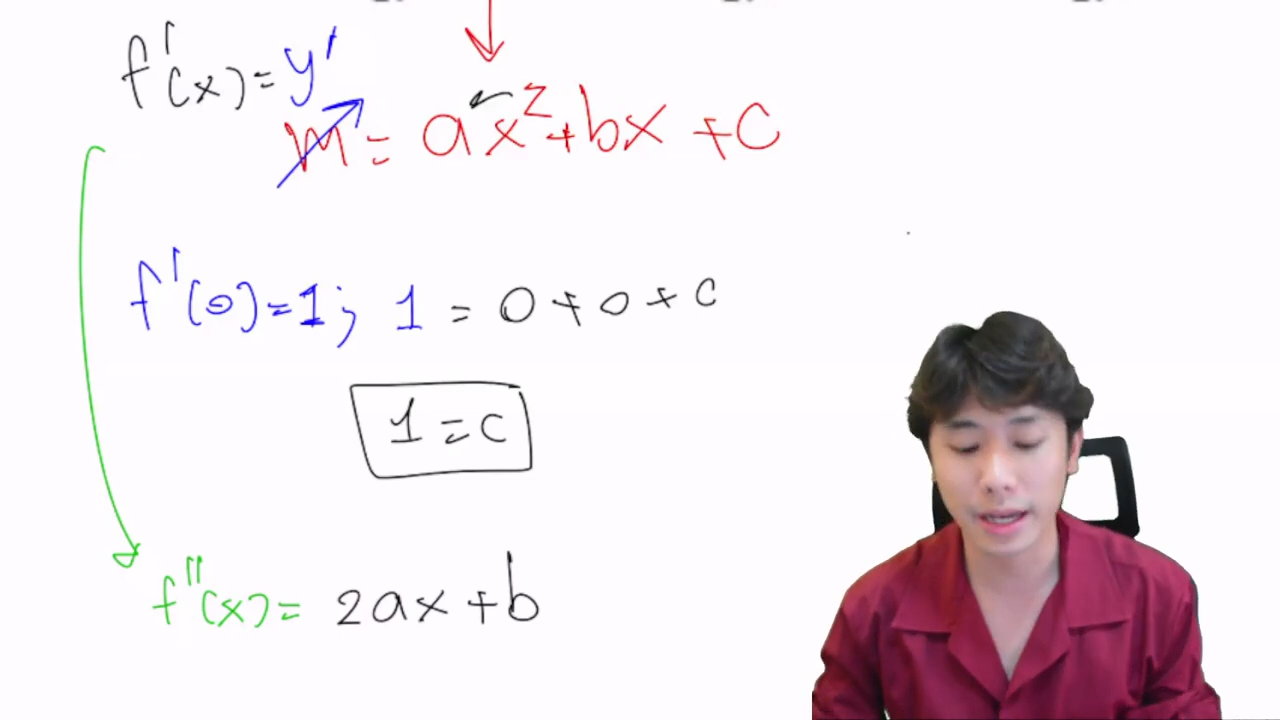 f'(x) = y'
m = ax²+bx+c
f'(0)=1; 1 = 0+0+c
1=c
f''(x)= 2ax+b